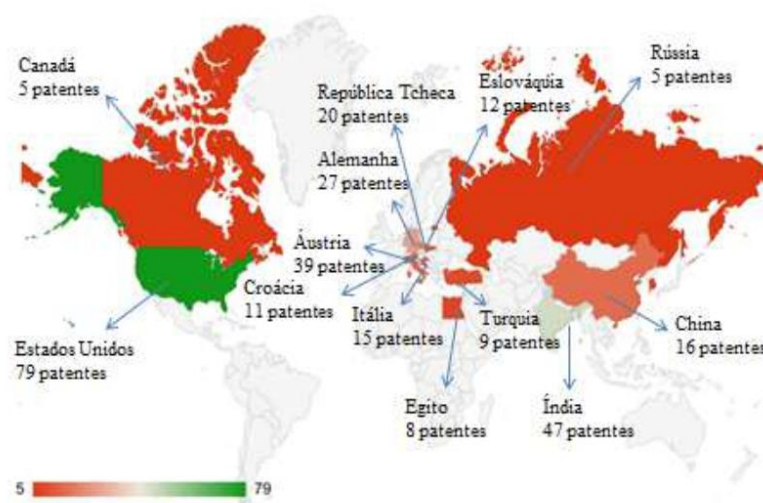 Canadá
5 patentes
República Tcheca
20 patentes
Eslováquia
12 patentes
Rússia
5 patentes
Alemanha
27 patentes
Áustria
39 patentes
Croácia
11 patentes
Itália
15 patentes
Turquia
9 patentes
China
16 patentes
Estados Unidos
79 patentes
Egito
8 patentes
Índia
47 patentes
5 79